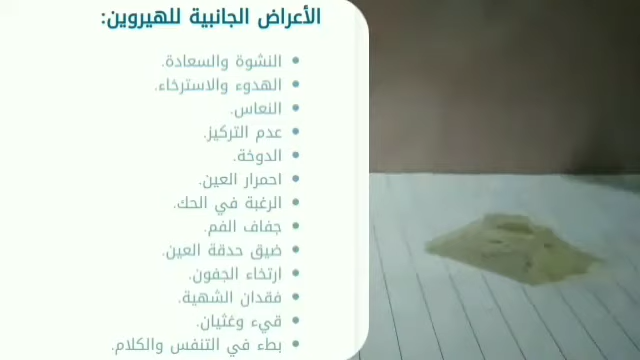 الأعراض الجانبية للهيروين:
النشوة والسعادة.
الهدوء والاسترخاء.
النعاس.
عدم التركيز.
الدوخة.
احمرار العين.
الرغبة في الحك.
جفاف الفم.
ضيق حدقة العين.
ارتخاء الجفون.
فقدان الشهية.
قيء وغثيان.
بطء في التنفس والكلام.